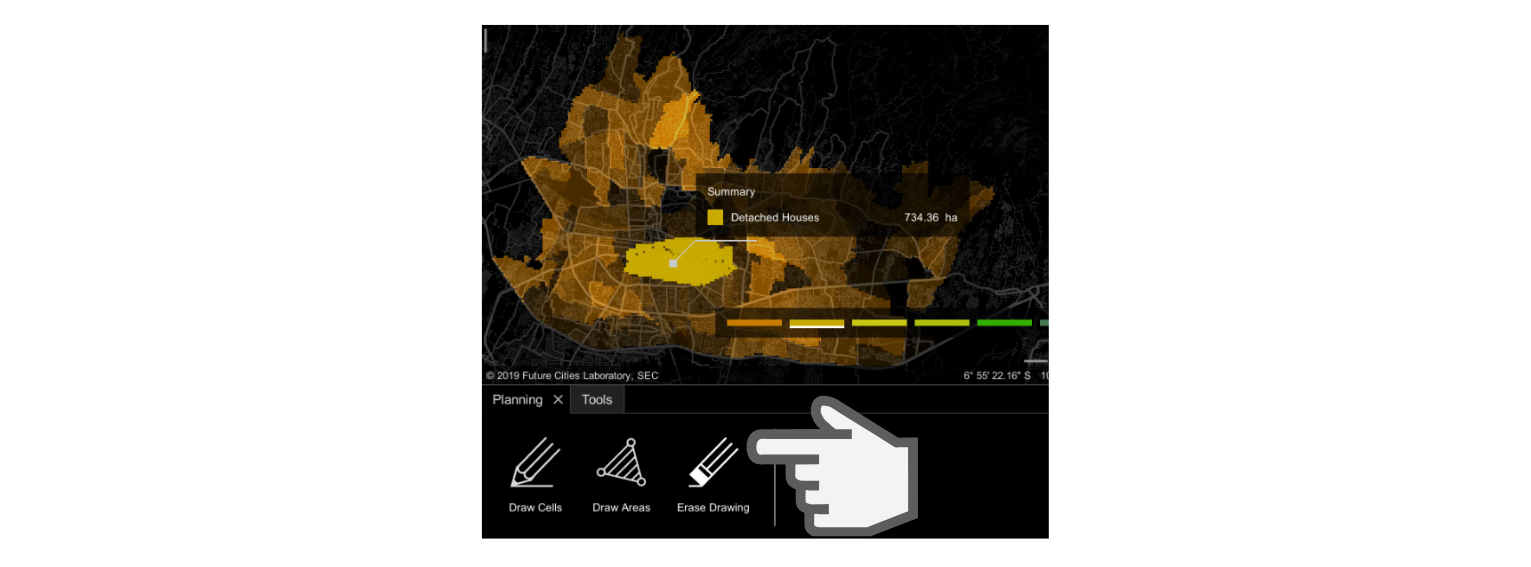 Summary
Detached Houses 734.36 ha
© 2019 Future Cities Laboratory, SEC 6° 55' 22.16" S 10
Planning Tools
Draw Cells Draw Areas Erase Drawing